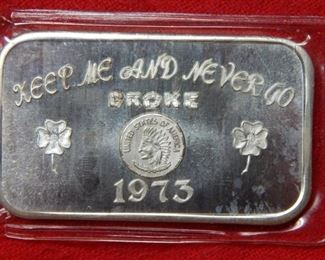 KEEP ME AND NEVER GO
BROKE
UNITED STATES OF AMERICA
1973